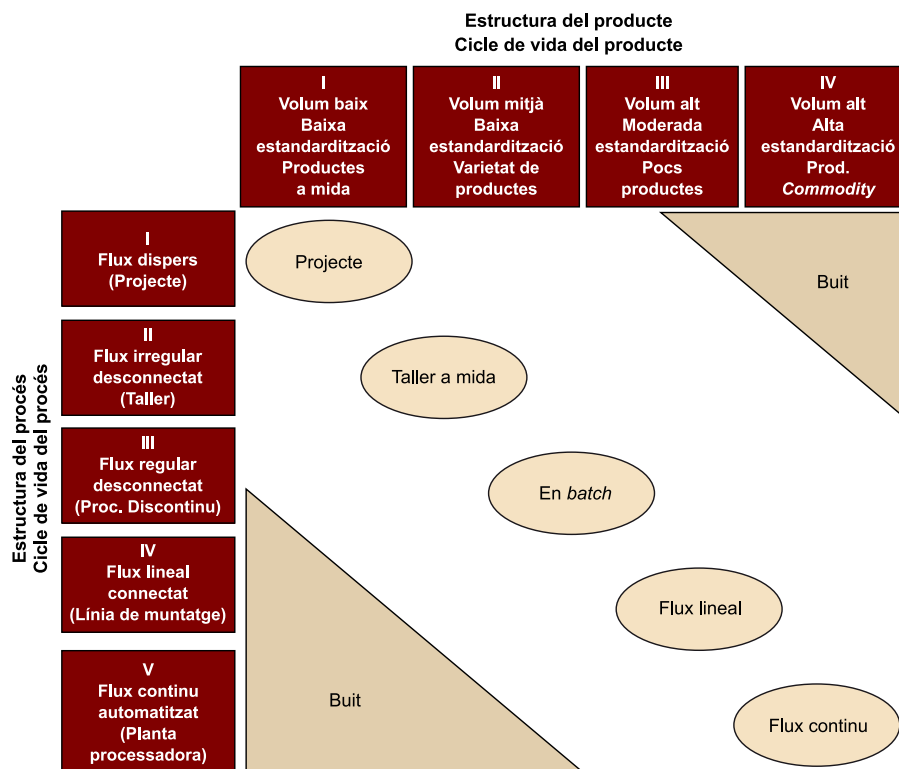 Estructura del producte
Cicle de vida del producte
I
Volum baix
Baixa
estandardització
Productes
a mida
II
Volum mitjà
Baixa
estandardització
Varietat de
productes
III
Volum alt
Moderada
estandardització
Pocs
productes
IV
Volum alt
Alta
estandardització
Prod.
Commodity
Estructura del procés
Cicle de vida del procés
I
Flux dispers
(Projecte)
Projecte
Buit
II
Flux irregular
desconnectat
(Taller)
Taller a mida
III
Flux regular
desconnectat
(Proc. Discontinu)
En batch
IV
Flux lineal
connectat
(Línia de muntatge)
Flux lineal
V
Flux continu
automatitzat
(Planta
processadora)
Buit
Flux continu